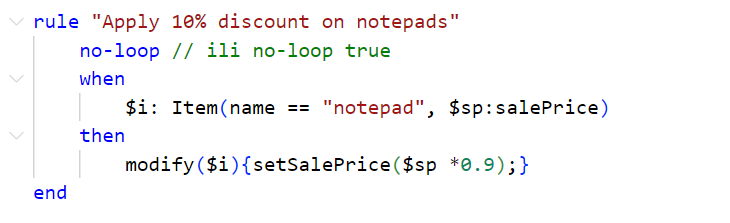 rule "Apply 10% discount on notepads"
no-loop // ili no-loop true
when
$i: Item(name == "notepad", $sp:salePrice)
then
modify($i){setSalePrice($sp *0.9);}
end